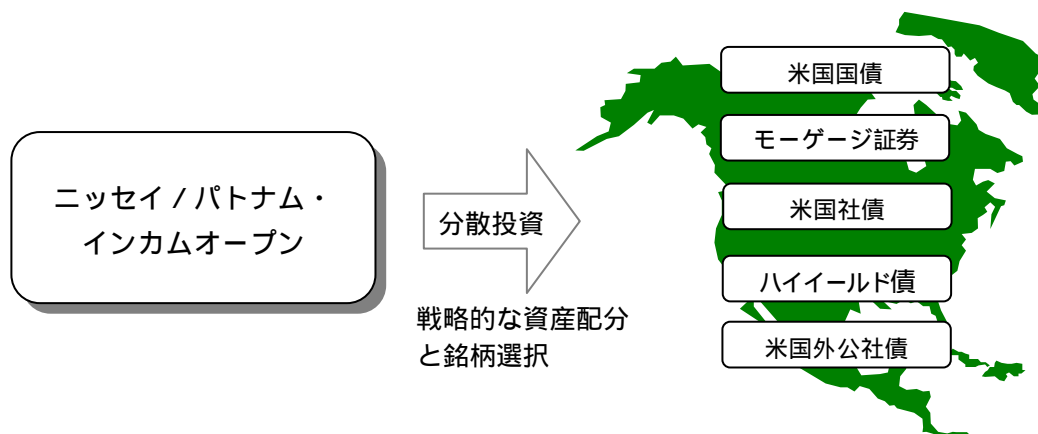 ニッセイ / パトナム・
インカムオープン
分散投資
戦略的な資産配分
と銘柄選択
米国国債
モーゲージ証券
米国社債
ハイイールド債
米国外公社債